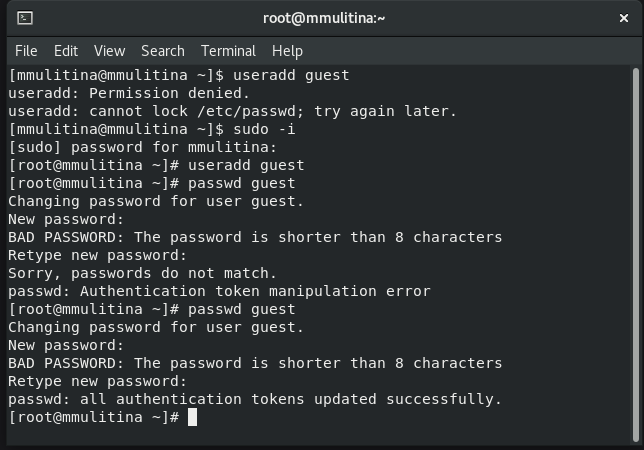 root@mmulitina:~
File Edit View Search Terminal Help
[mmulitina@mmulitina ~]$ useradd guest
useradd: Permission denied.
useradd: cannot lock /etc/passwd; try again later.
[mmulitina@mmulitina ~]$ sudo -i
[sudo] password for mmulitina:
[root@mmulitina ~]# useradd guest
[root@mmulitina ~]# passwd guest
Changing password for user guest.
New password:
BAD PASSWORD: The password is shorter than 8 characters
Retype new password:
Sorry, passwords do not match.
passwd: Authentication token manipulation error
[root@mmulitina ~]# passwd guest
Changing password for user guest.
New password:
BAD PASSWORD: The password is shorter than 8 characters
Retype new password:
passwd: all authentication tokens updated successfully.
[root@mmulitina ~]#